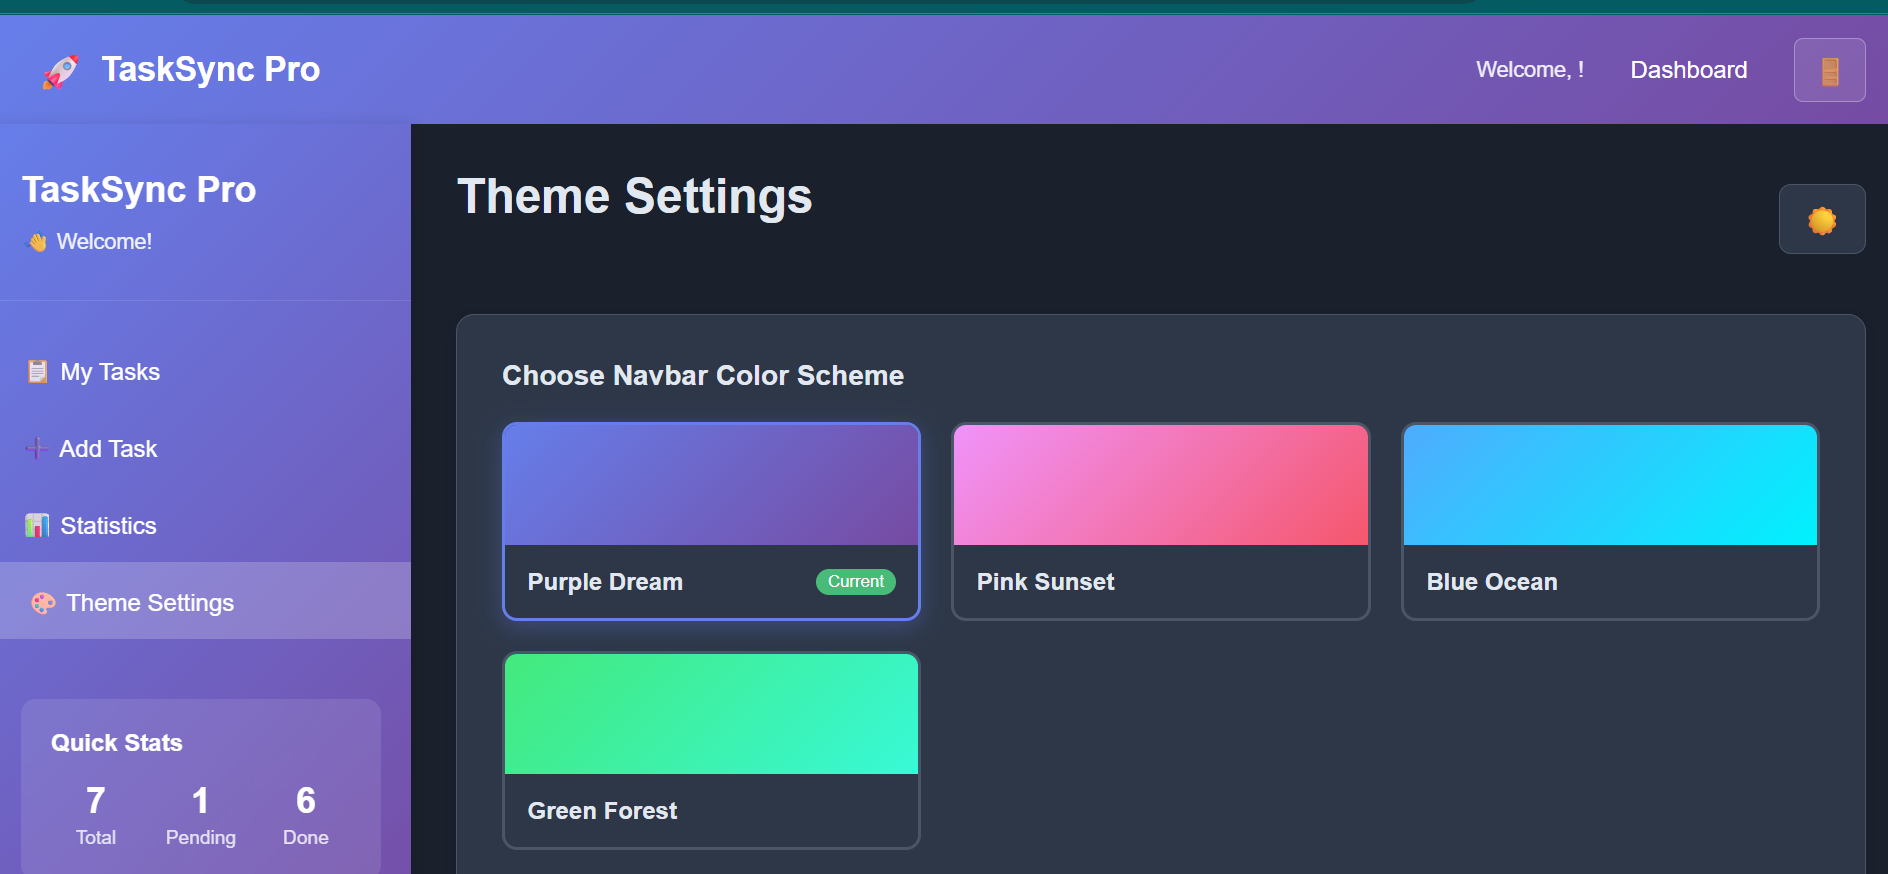 TaskSync Pro
Welcome, !
Dashboard
TaskSync Pro
👋 Welcome!
My Tasks
Add Task
Statistics
Theme Settings
Quick Stats
7 1 6
Total Pending Done
Theme Settings
Choose Navbar Color Scheme
Purple Dream
Current
Pink Sunset
Blue Ocean
Green Forest